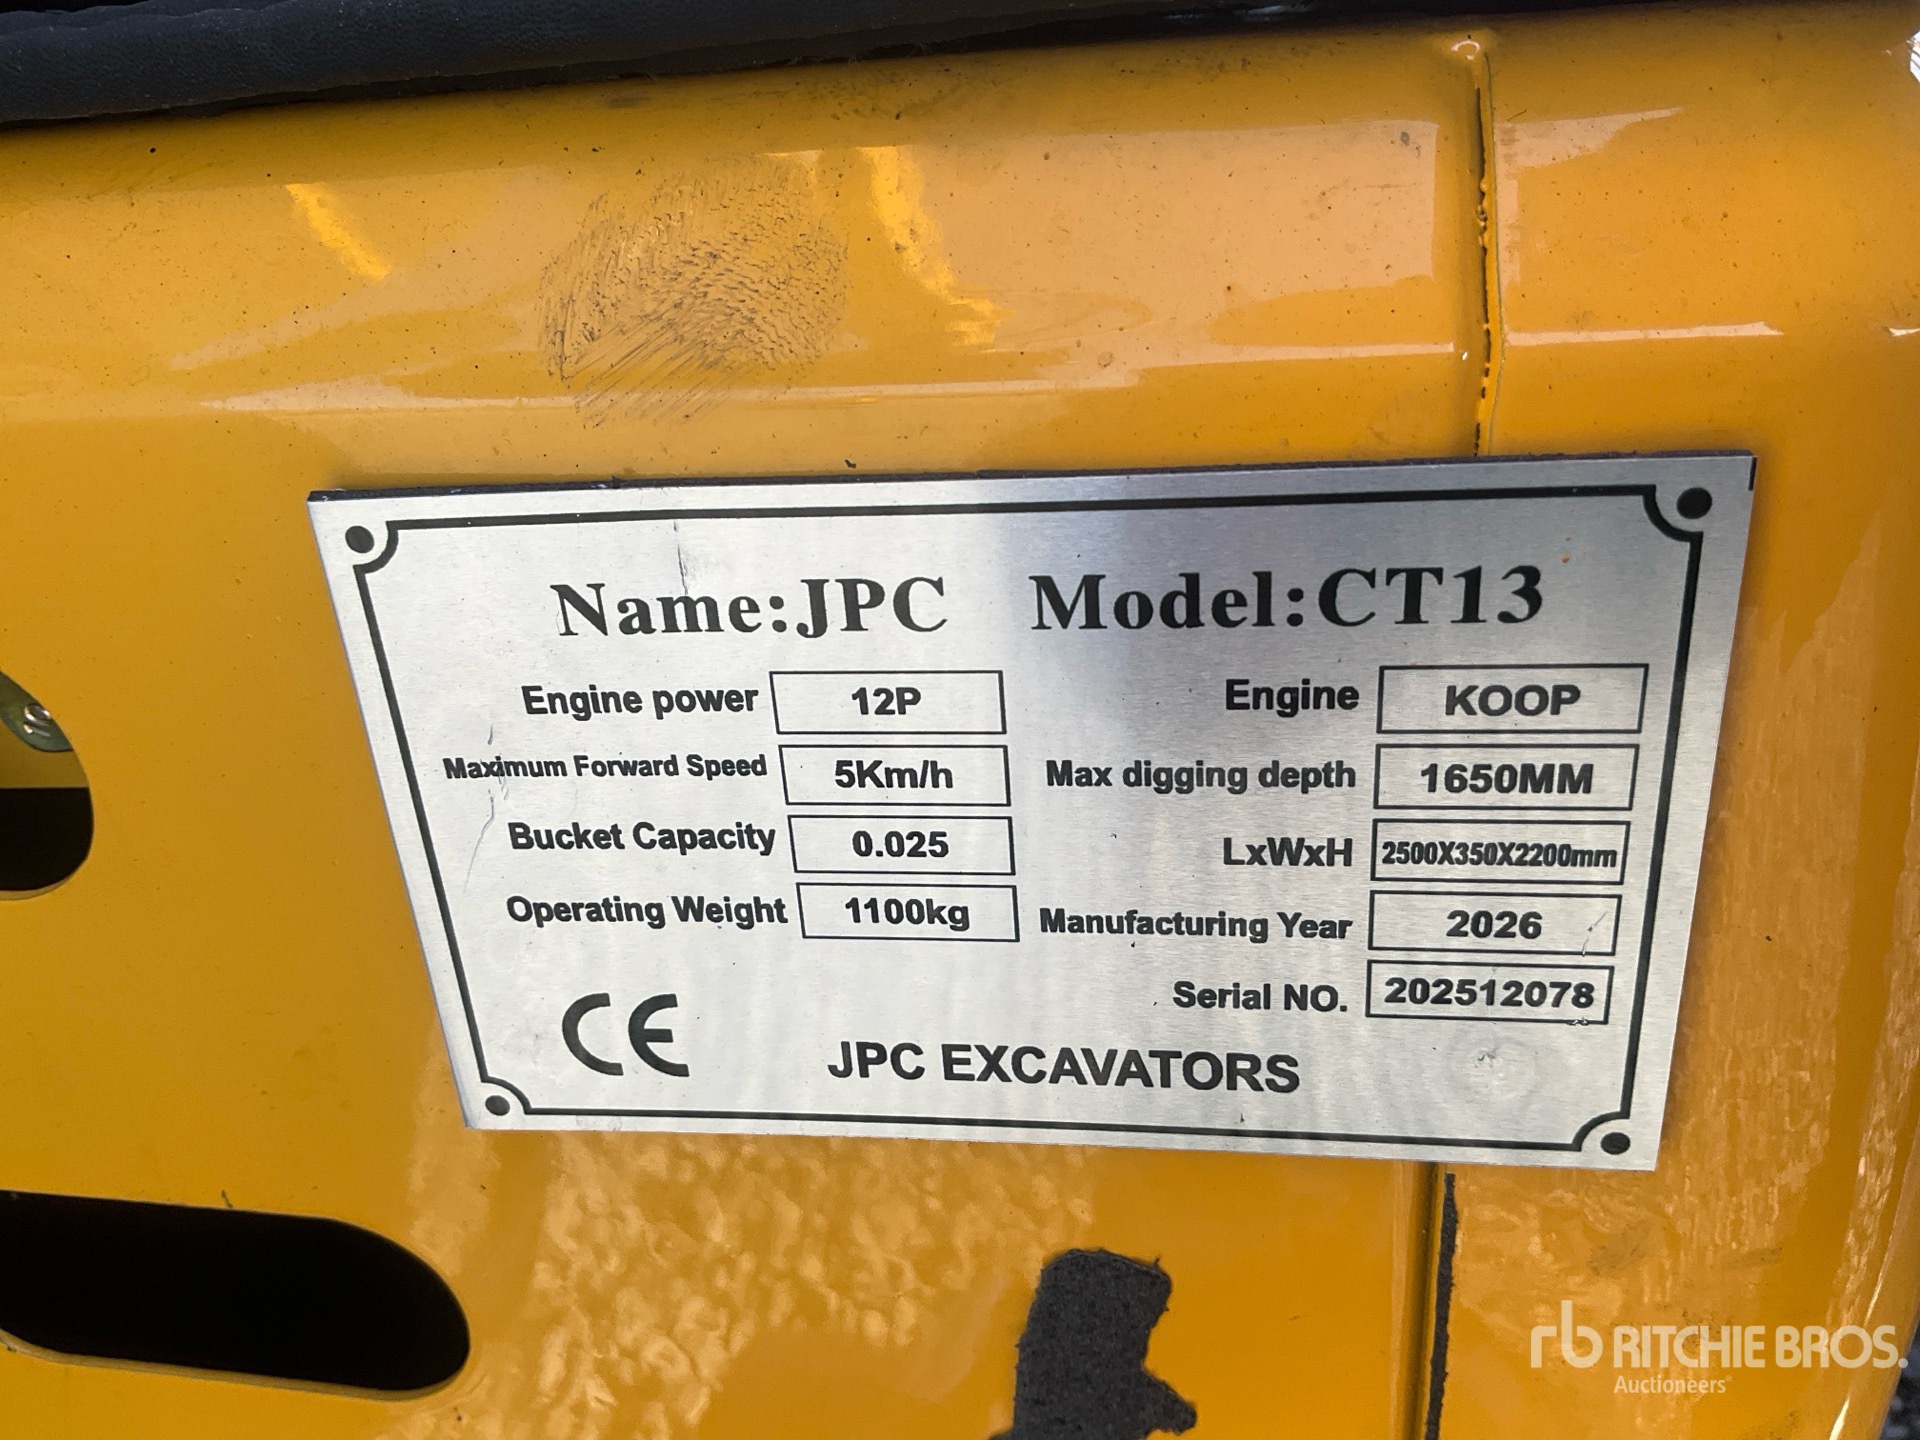 Name:JPC Model:CT13
Engine power 12P Engine KOOP
Maximum Forward Speed 5Km/h Max digging depth 1650MM
Bucket Capacity 0.025 LxWxH 2500X350X2200mm
Operating Weight 1100kg Manufacturing Year 2026
Serial NO. 202512078
CE JPC EXCAVATORS
rb RITCHIE BROS.
Auctioneers